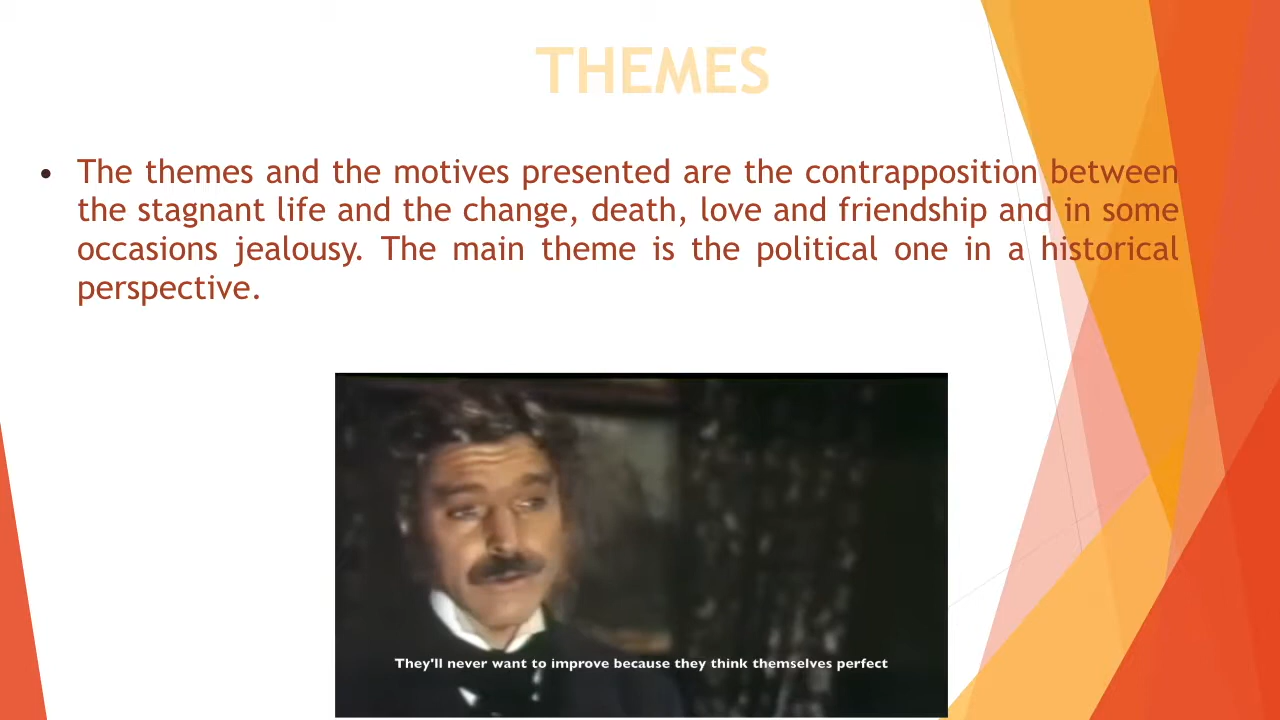 THEMES
• The themes and the motives presented are the contrapposition between
the stagnant life and the change, death, love and friendship and in some
occasions jealousy. The main theme is the political one in a historical
perspective.
They'll never want to improve because they think themselves perfect